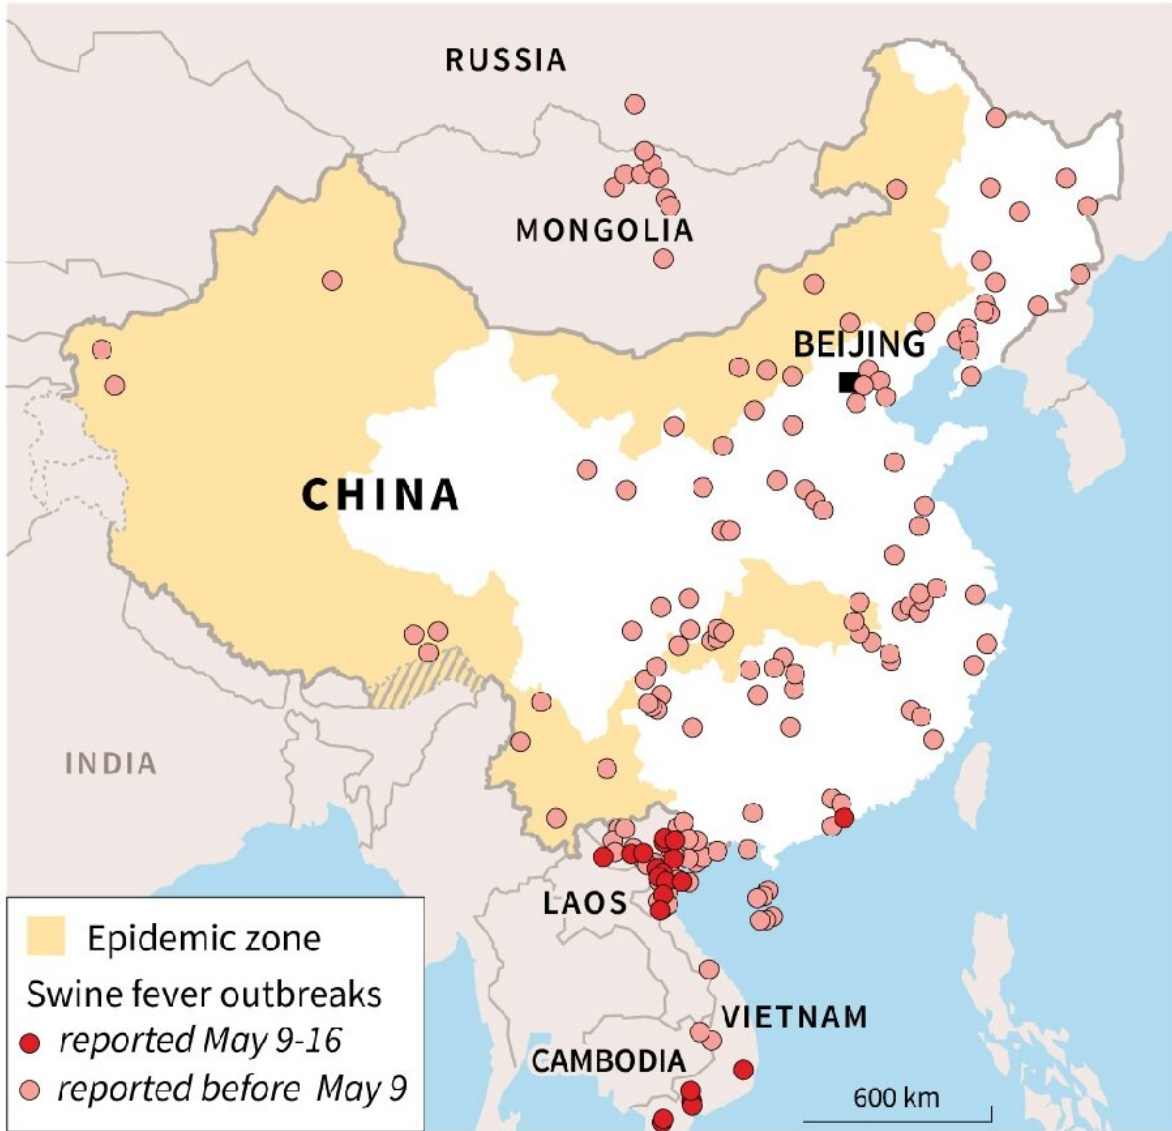 RUSSIA
MONGOLIA
BEIJING
CHINA
INDIA
LAOS
VIETNAM
CAMBODIA
600 km
Epidemic zone
Swine fever outbreaks
reported May 9-16
reported before May 9